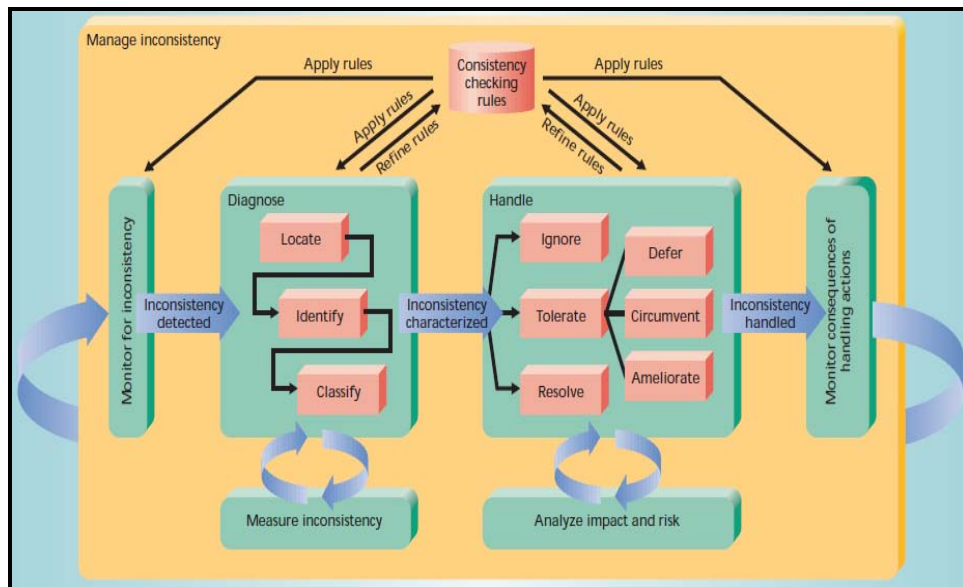 Manage inconsistency
Apply rules
Consistency
checking
rules
Apply rules
Apply rules
Refine rules
Apply rules
Refine rules
Monitor for inconsistency
Inconsistency
detected
Diagnose
Locate
Identify
Classify
Inconsistency
characterized
Handle
Ignore
Tolerate
Resolve
Defer
Circumvent
Ameliorate
Inconsistency
handled
Monitor consequences of
handling actions
Measure inconsistency
Analyze impact and risk